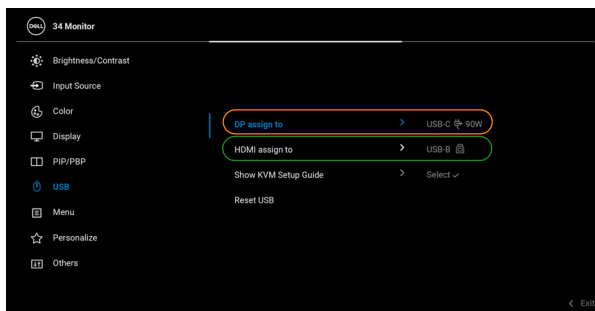 DELL 34 Monitor
Brightness/Contrast
Input Source
Color
Display
PIP/PBP
USB
Menu
Personalize
Others
DP assign to > USB-C 90W
HDMI assign to > USB-B
Show KVM Setup Guide > Select ✓
Reset USB
< Exit